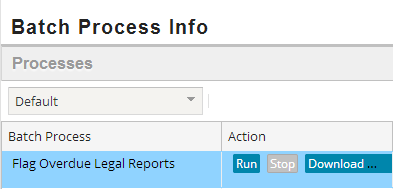 Batch Process Info
Processes
Default
Batch Process Action
Flag Overdue Legal Reports Run Stop Download ...